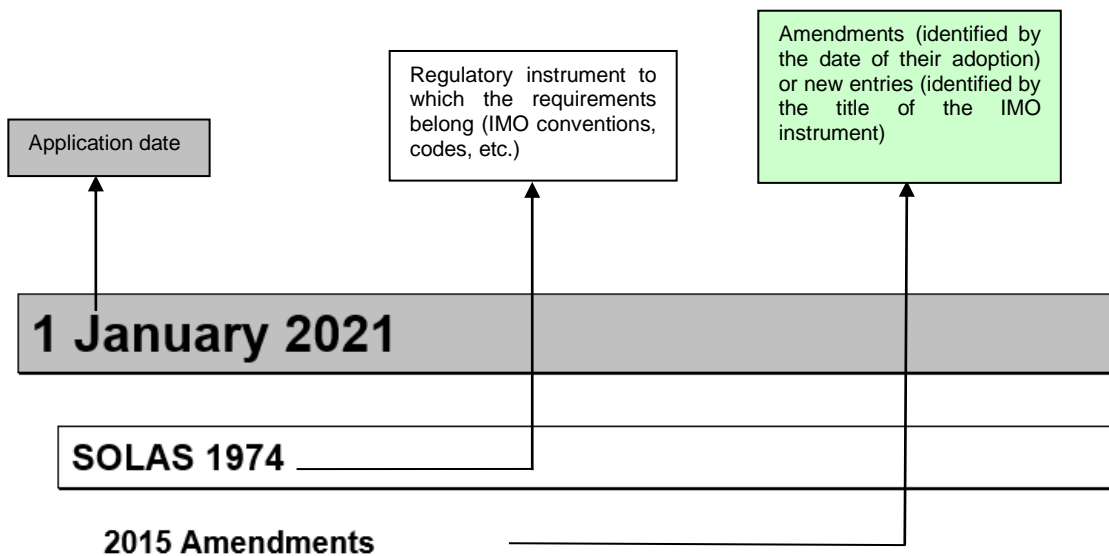 Application date
Regulatory instrument to
which the requirements
belong (IMO conventions,
codes, etc.)
Amendments (identified by
the date of their adoption)
or new entries (identified by
the title of the IMO
instrument)
1 January 2021
SOLAS 1974
2015 Amendments